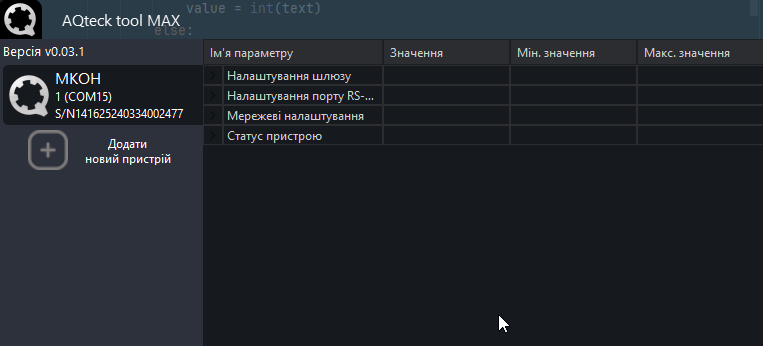 value = int(text)
AQteck tool MAX
else:
Версія v0.03.1
Ім'я параметру Значення Мін. значення Макс. значення
МКОН
1 (COM15)
S/N141625240334002477
Додати
новий пристрій
Налаштування шлюзу
Налаштування порту RS-...
Мережеві налаштування
Статус пристрою